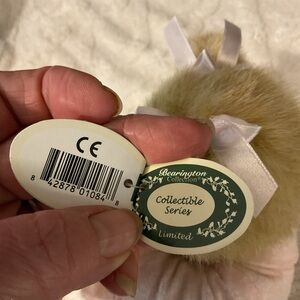 CE
8 42878 01084 8
Bearington
Collection®
Collectible
Series
Limited